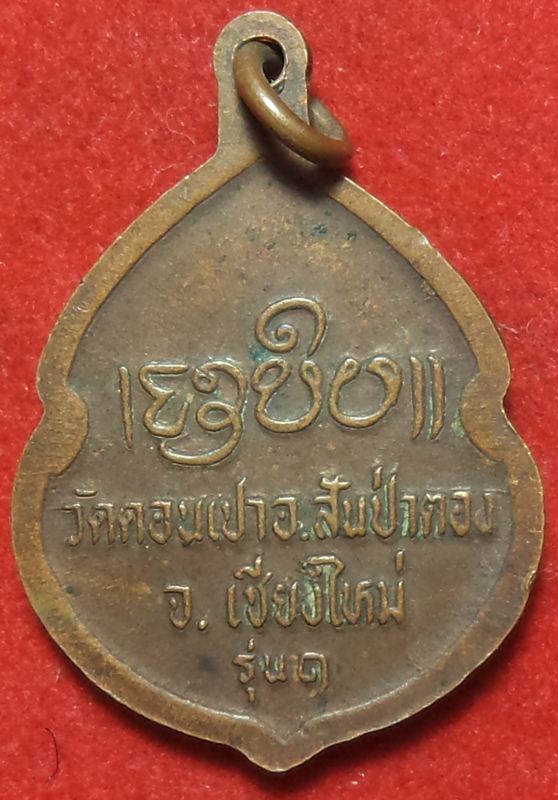 วัดดอนเปาอ.สันป่าตอง
จ. เชียงใหม่
รุ่น๑